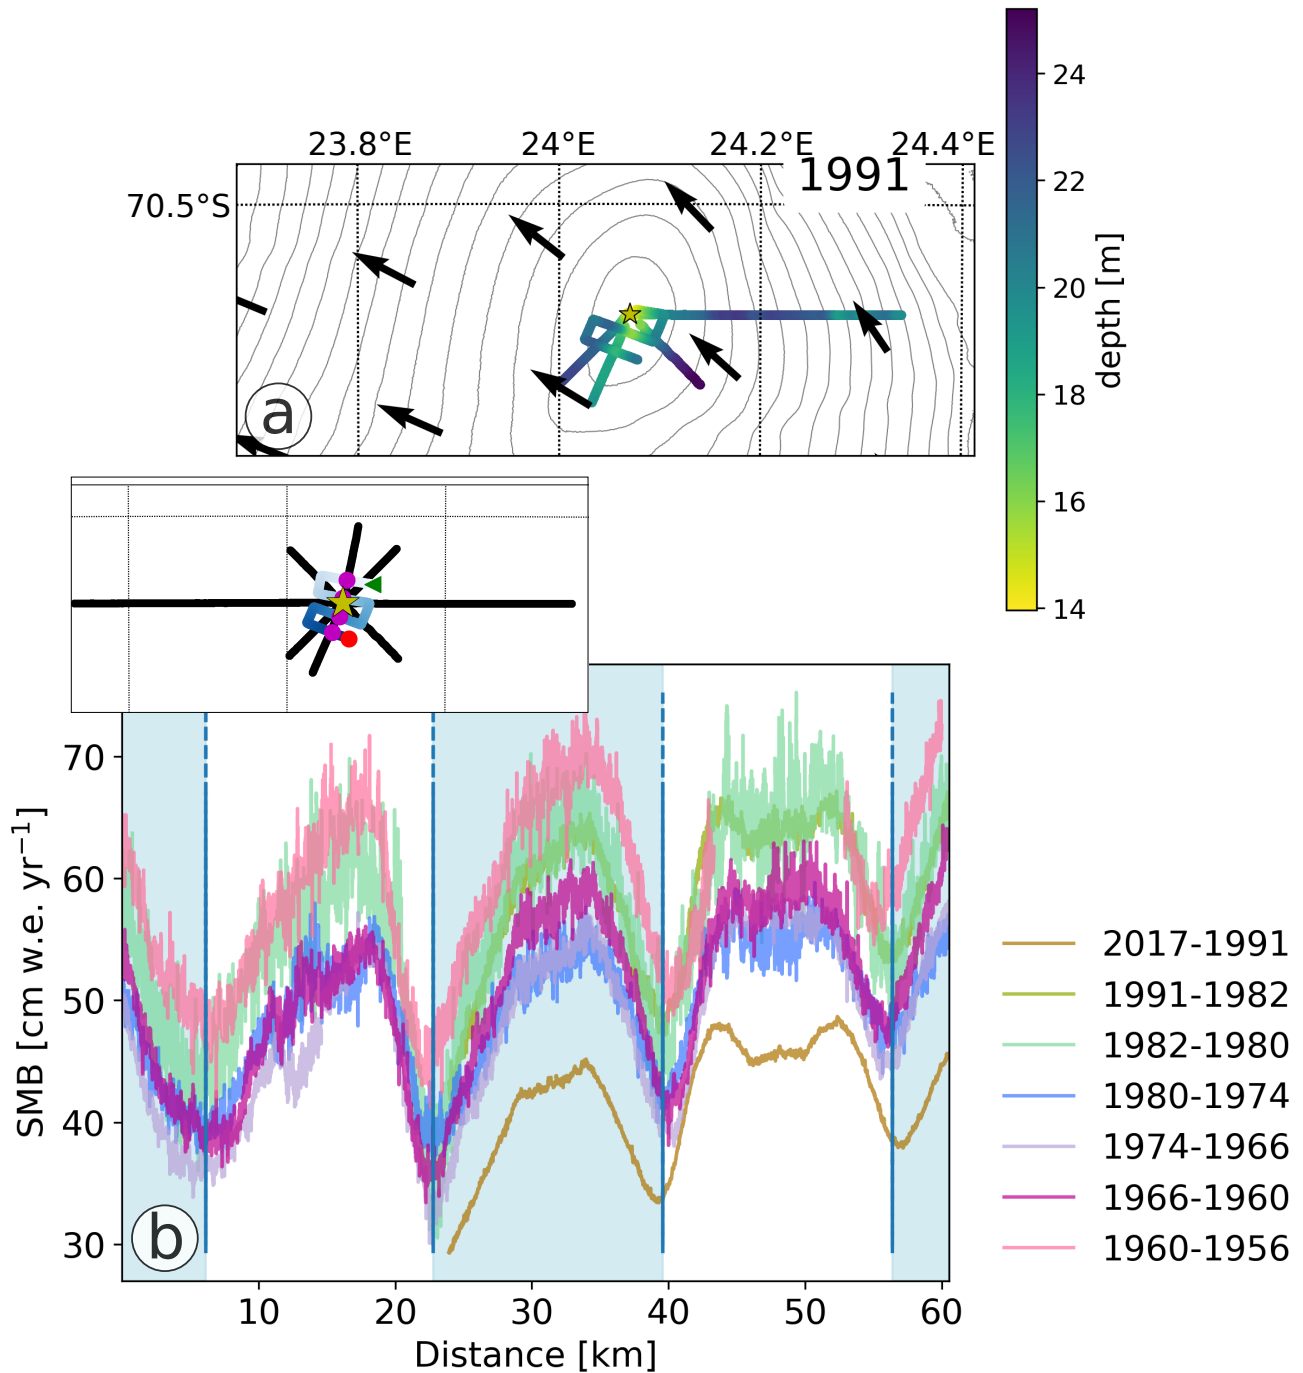 23.8°E 24°E 24.2°E 24.4°E
1991
70.5°S
a
24
22
20
18
16
14
depth [m]
70
60
50
40
30
SMB [cm w.e. yr⁻¹]
b
10 20 30 40 50 60
Distance [km]
2017-1991
1991-1982
1982-1980
1980-1974
1974-1966
1966-1960
1960-1956